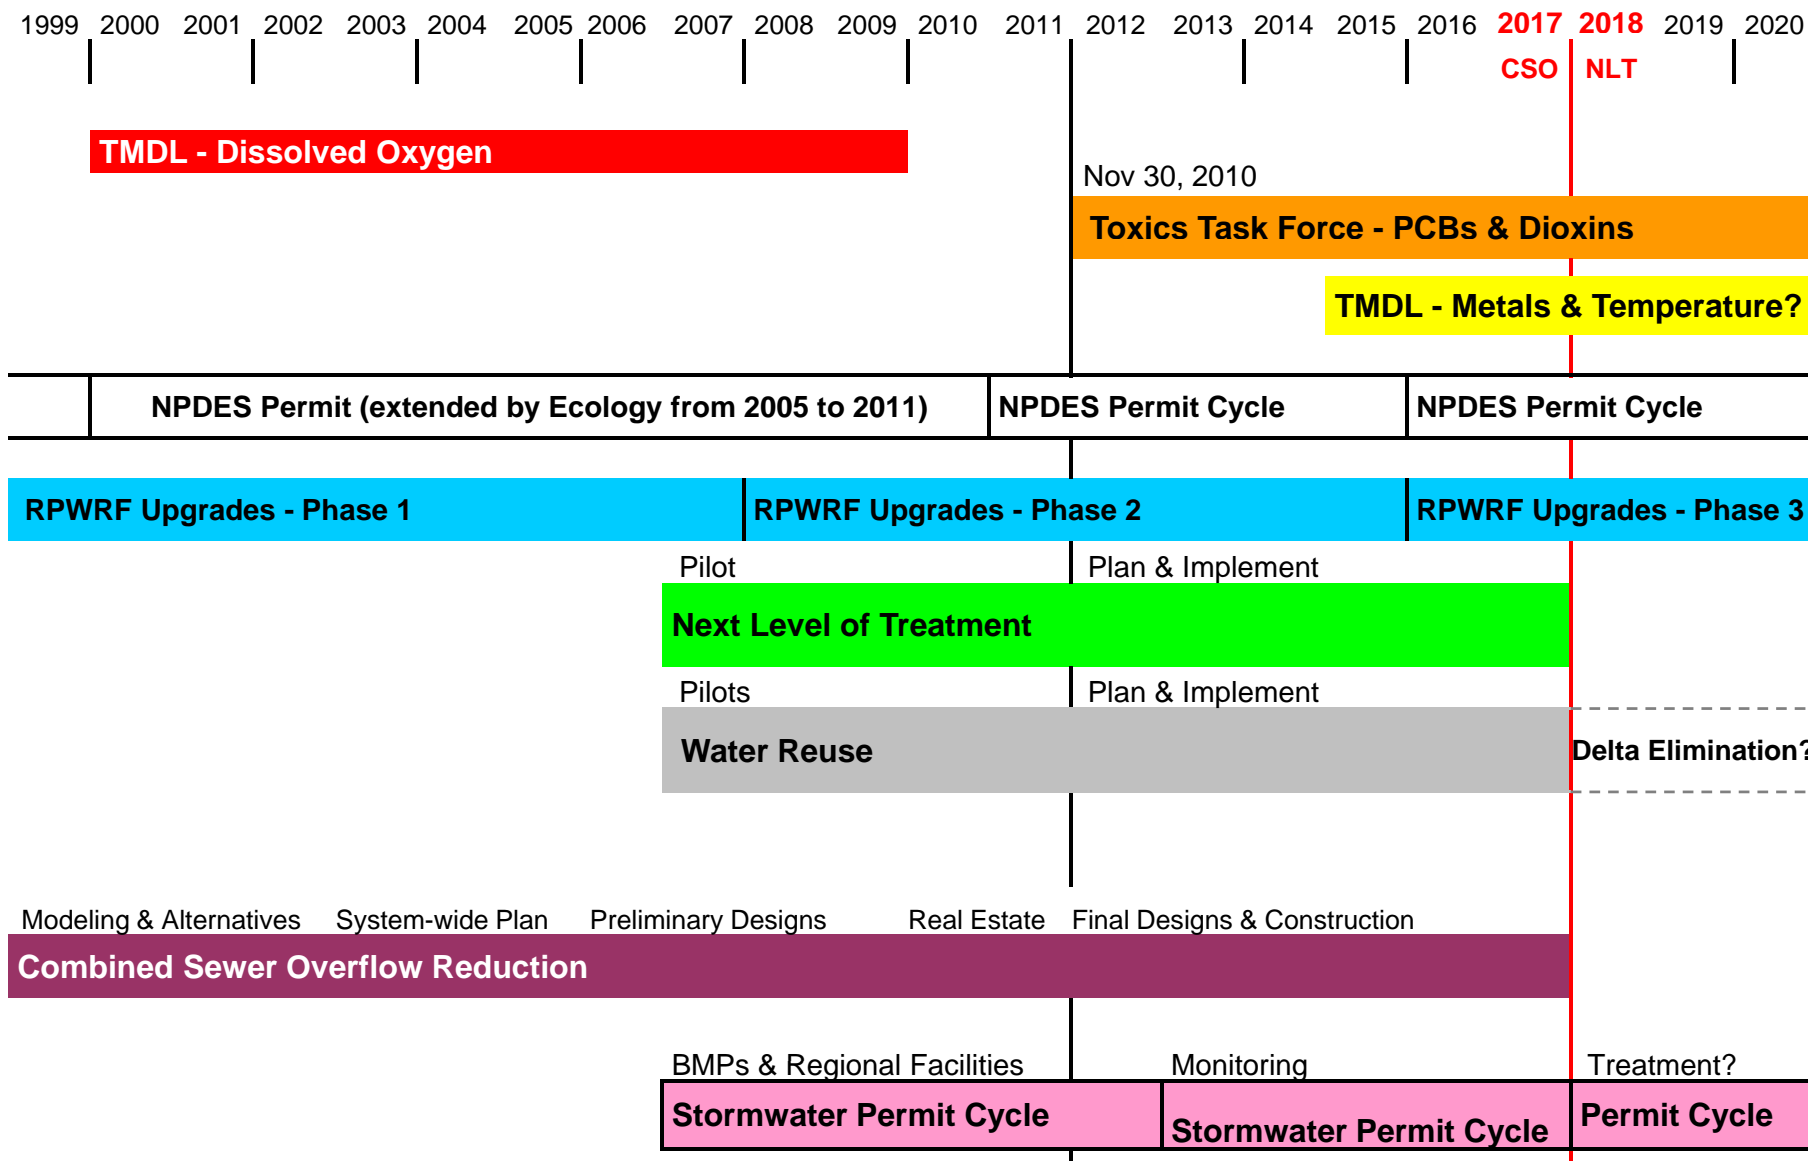 1999 2000 2001 2002 2003 2004 2005 2006 2007 2008 2009 2010 2011 2012 2013 2014 2015 2016 2017 2018 2019 2020
CSO NLT
TMDL - Dissolved Oxygen
Nov 30, 2010
Toxics Task Force - PCBs & Dioxins
TMDL - Metals & Temperature?
NPDES Permit (extended by Ecology from 2005 to 2011) NPDES Permit Cycle NPDES Permit Cycle
RPWRF Upgrades - Phase 1 RPWRF Upgrades - Phase 2 RPWRF Upgrades - Phase 3
Pilot Plan & Implement
Next Level of Treatment
Pilots Plan & Implement
Water Reuse Delta Elimination?
Modeling & Alternatives System-wide Plan Preliminary Designs Real Estate Final Designs & Construction
Combined Sewer Overflow Reduction
BMPs & Regional Facilities Monitoring Treatment?
Stormwater Permit Cycle Stormwater Permit Cycle Permit Cycle